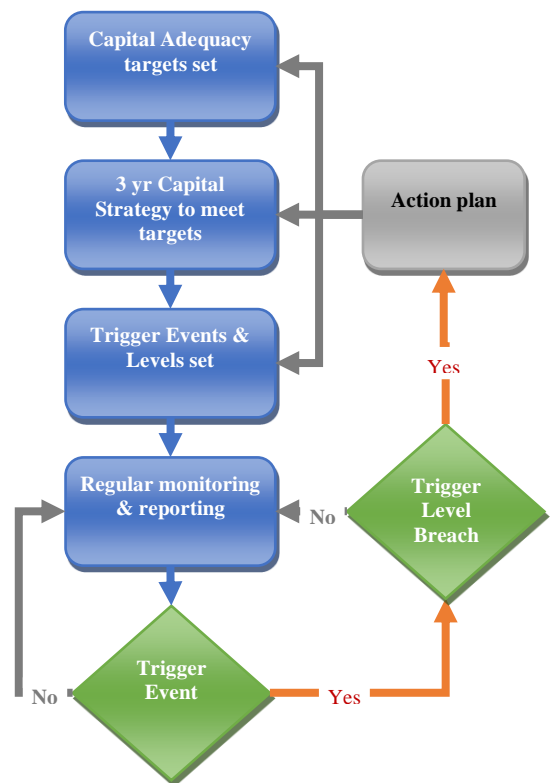 Capital Adequacy
targets set
3 yr Capital
Strategy to meet
targets
Action plan
Trigger Events &
Levels set
Yes
Regular monitoring
& reporting
No
Trigger
Level
Breach
Trigger
Event
No
Yes